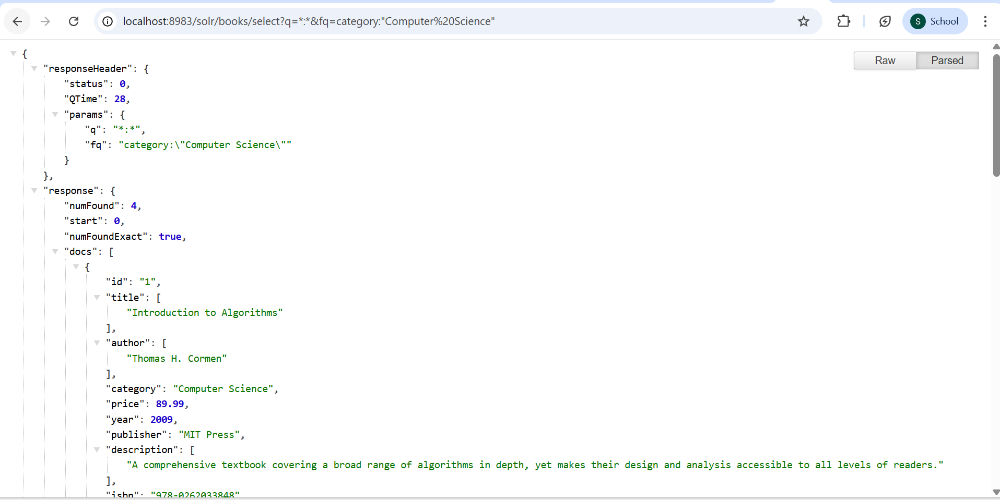 localhost:8983/solr/books/select?q=*:*&fq=category:"Computer%20Science"
S School
Raw Parsed
{
"responseHeader": {
"status": 0,
"QTime": 28,
"params": {
"q": "*:*",
"fq": "category:\"Computer Science\""
}
},
"response": {
"numFound": 4,
"start": 0,
"numFoundExact": true,
"docs": [
{
"id": "1",
"title": [
"Introduction to Algorithms"
],
"author": [
"Thomas H. Cormen"
],
"category": "Computer Science",
"price": 89.99,
"year": 2009,
"publisher": "MIT Press",
"description": [
"A comprehensive textbook covering a broad range of algorithms in depth, yet makes their design and analysis accessible to all levels of readers."
],
"isbn": "978-0262033848"